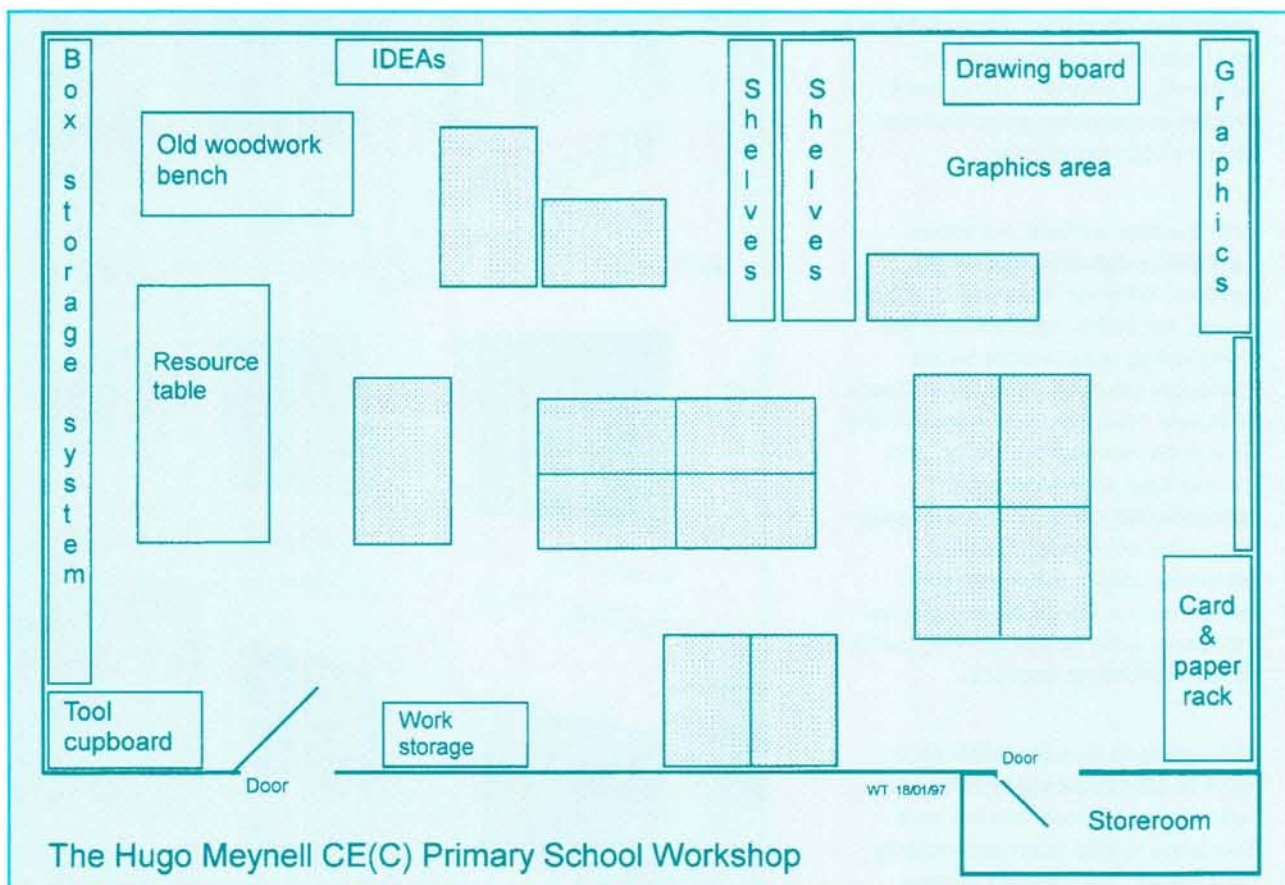 Box storage system
IDEAs
Shelves
Shelves
Drawing board
Graphics
Old woodwork
bench
Graphics area
Resource
table
Card
&
paper
rack
Tool
cupboard
Work
storage
Door
Door
WT 18/01/97
Storeroom
The Hugo Meynell CE(C) Primary School Workshop